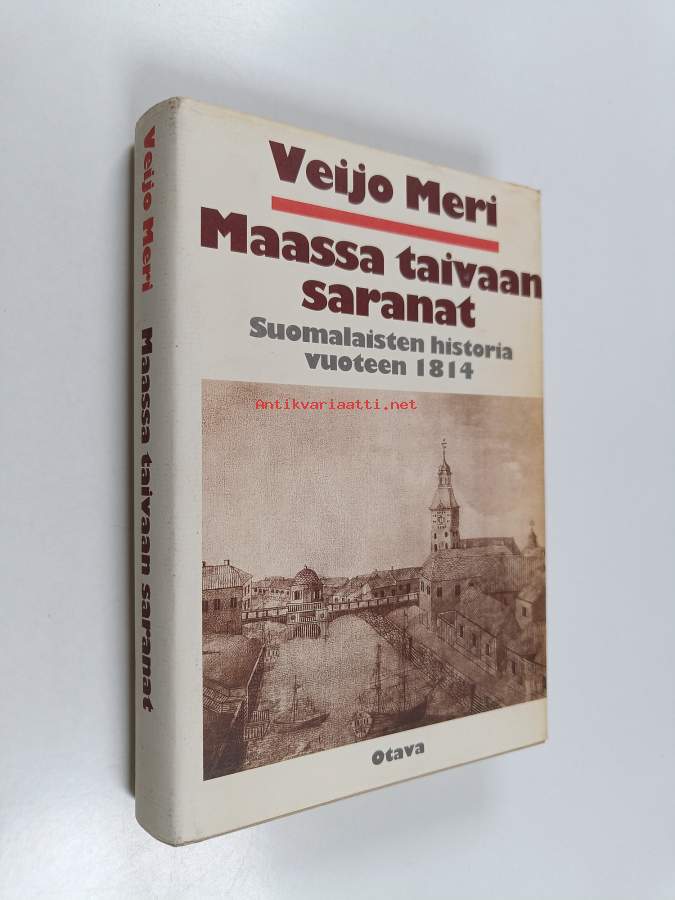 Veijo Meri
Maassa taivaan
saranat
Suomalaisten historia
vuoteen 1814
Antikvariaatti.net
Otava
Veijo Meri Maassa taivaan saranat